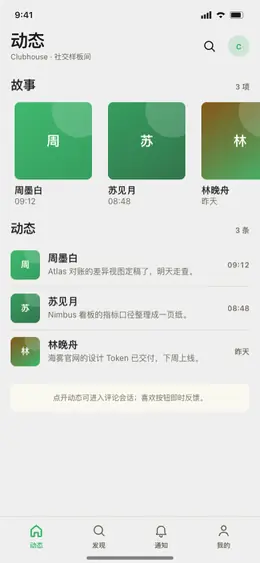 9:41
动态
Clubhouse · 社交样板间
C
故事
3 项
周
苏
林
周墨白
09:12
苏见月
08:48
林晚舟
昨天
动态
3 条
周
周墨白
Atlas 对账的差异视图定稿了，明天走查。
09:12
苏
苏见月
Nimbus 看板的指标口径整理成一页纸。
08:48
林
林晚舟
海雾官网的设计 Token 已交付，下周上线。
昨天
点开动态可进入评论会话；喜欢按钮即时反馈。
动态
发现
通知
我的